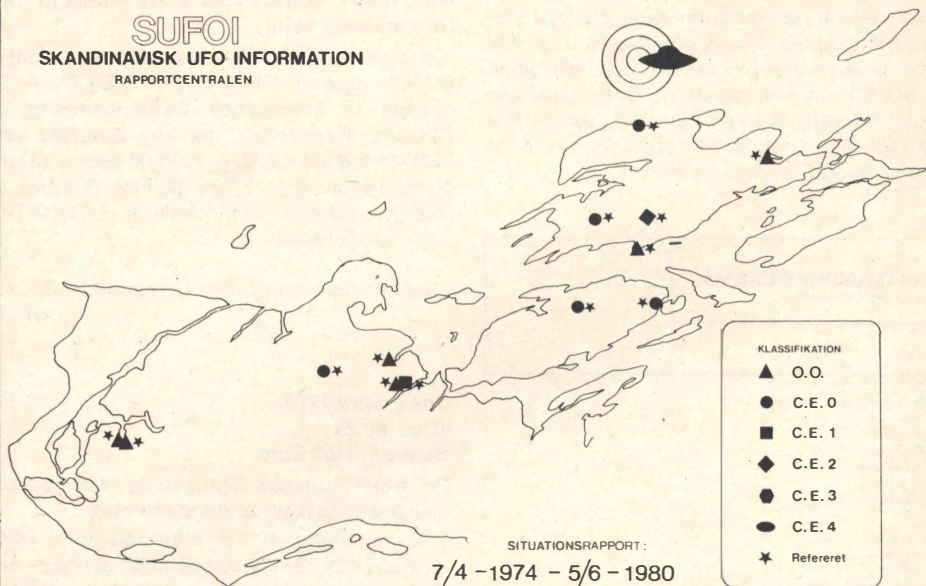 SUFOI
SKANDINAVISK UFO INFORMATION
RAPPORTCENTRALEN
KLASSIFIKATION
O.O.
C.E. 0
C.E. 1
C.E. 2
C.E. 3
C.E. 4
Refereret
SITUATIONSRAPPORT:
7/4 - 1974 - 5/6 - 1980